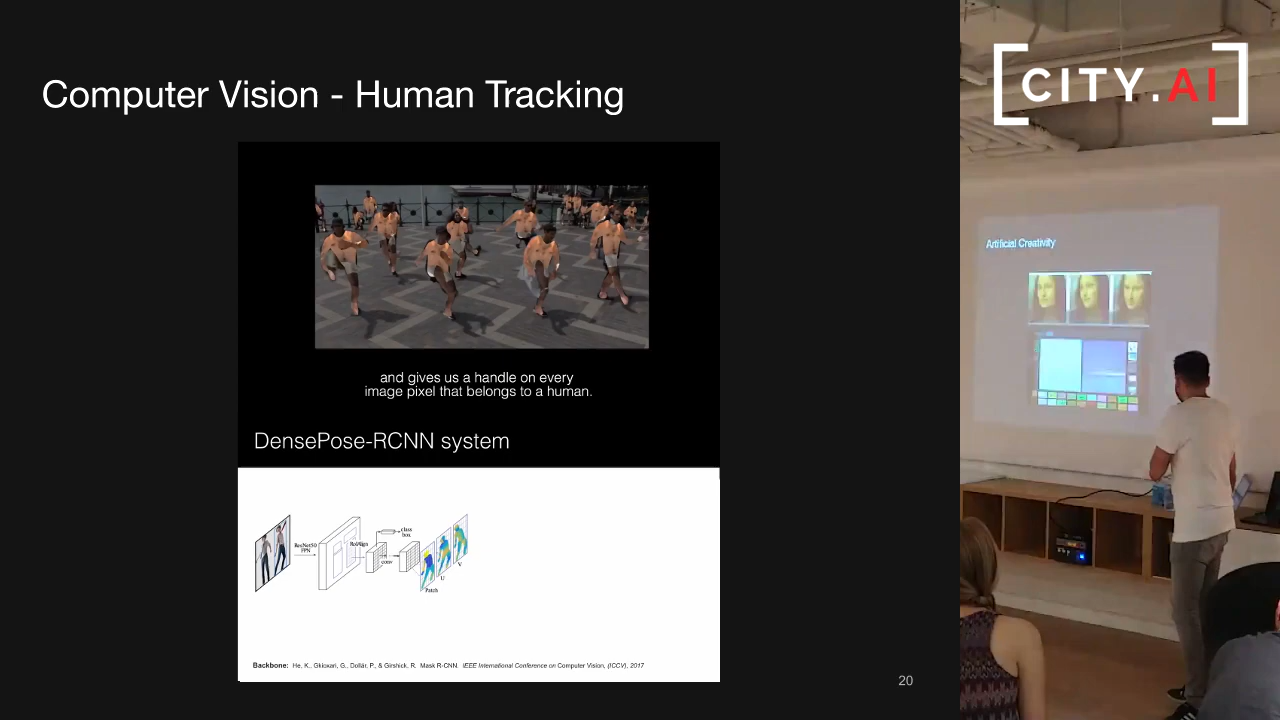 Computer Vision - Human Tracking
[CITY.AI]
Artificial Creativity
and gives us a handle on every
image pixel that belongs to a human.
DensePose-RCNN system
ResNet50
FPN
RoIAlign
class
box
conv
Patch
U
V
Backbone: He, K., Gkioxari, G., Dollár, P., & Girshick, R. Mask R-CNN. IEEE International Conference on Computer Vision, (ICCV), 2017
20